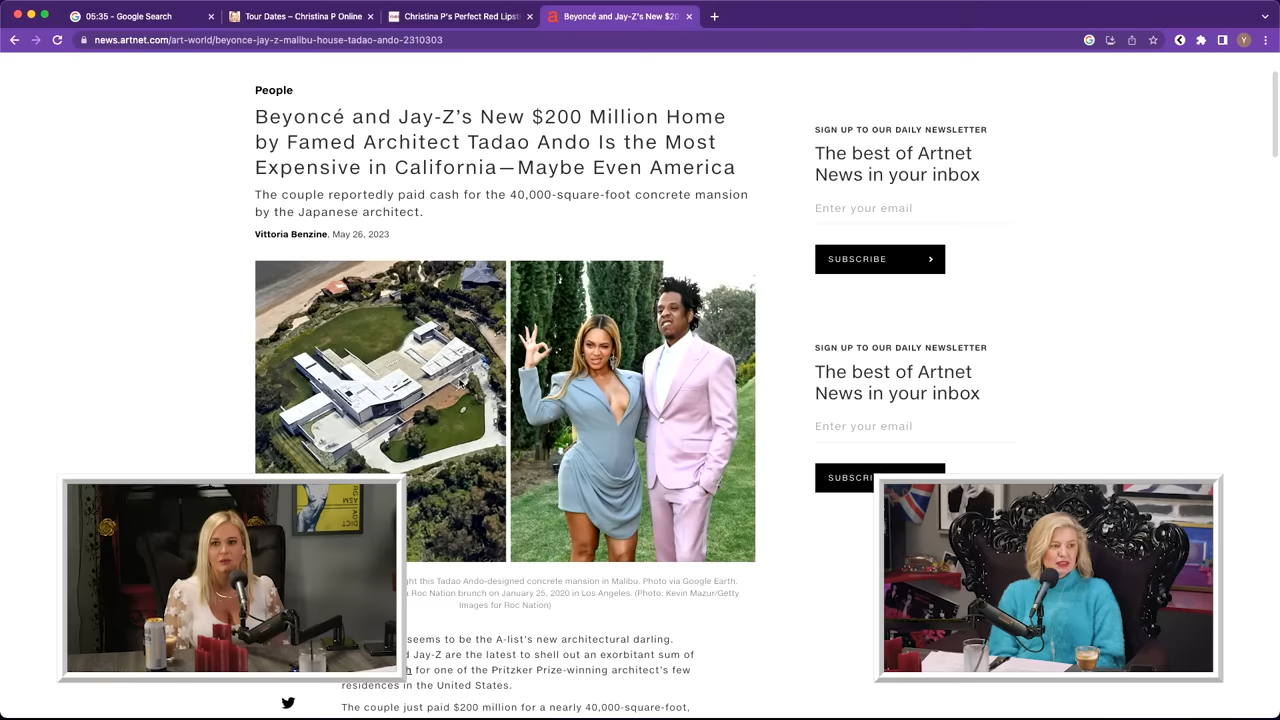 05:35 - Google Search
Tour Dates – Christina P Online
Christina P's Perfect Red Lipst
Beyoncé and Jay-Z's New $20
news.artnet.com/art-world/beyonce-jay-z-malibu-house-tadao-ando-2310303
Y
People
Beyoncé and Jay-Z's New $200 Million Home
by Famed Architect Tadao Ando Is the Most
Expensive in California—Maybe Even America
The couple reportedly paid cash for the 40,000-square-foot concrete mansion
by the Japanese architect.
Vittoria Benzine, May 26, 2023
SIGN UP TO OUR DAILY NEWSLETTER
The best of Artnet
News in your inbox
Enter your email
SUBSCRIBE
SIGN UP TO OUR DAILY NEWSLETTER
The best of Artnet
News in your inbox
Enter your email
SUBSCRI
ght this Tadao Ando-designed concrete mansion in Malibu. Photo via Google Earth.
a Roc Nation brunch on January 25, 2020 in Los Angeles. (Photo: Kevin Mazur/Getty
Images for Roc Nation)
seems to be the A-list's new architectural darling.
d Jay-Z are the latest to shell out an exorbitant sum of
h for one of the Pritzker Prize-winning architect's few
residences in the United States.
The couple just paid $200 million for a nearly 40,000-square-foot,
RG
ASM
ADDICT